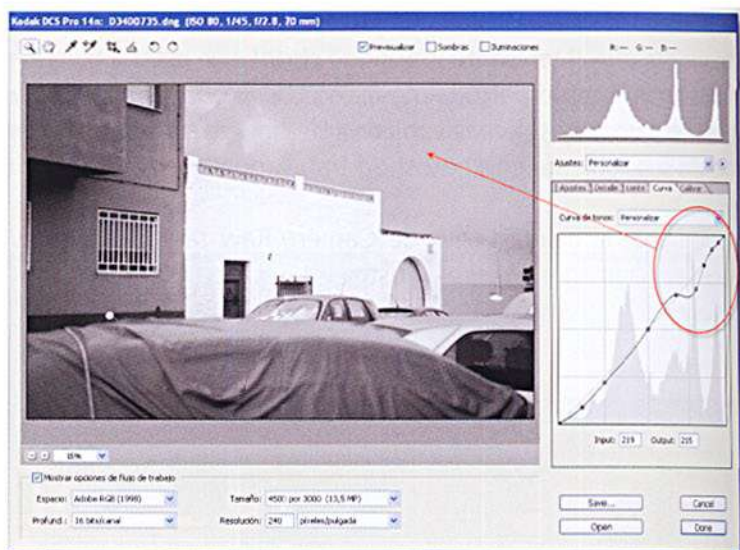 Kodak DCS Pro 14n: D3400735.dng (ISO 80, 1/45, f/2.8, 70 mm)
Previsualizar Sombras Iluminaciones
R: --- G: --- B: ---
Ajustes: Personalizar
Ajustes Detalle Lente Curva Calibrar
Curva de tonos: Personalizar
Input: 219 Output: 215
15%
Mostrar opciones de flujo de trabajo
Espacio: Adobe RGB (1998)
Tamaño: 4500 por 3000 (13,5 MP)
Profund.: 16 bits/canal
Resolución: 240 píxeles/pulgada
Save... Cancel
Open Done